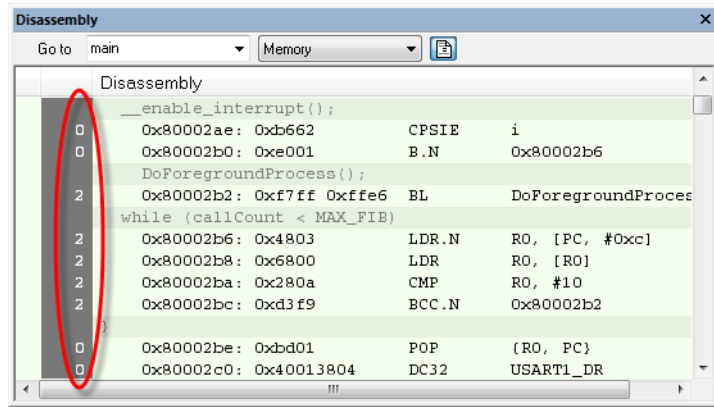 Disassembly
Go to main Memory
Disassembly
__enable_interrupt();
0 0x80002ae: 0xb662 CPSIE i
0 0x80002b0: 0xe001 B.N 0x80002b6
DoForegroundProcess();
2 0x80002b2: 0xf7ff 0xffe6 BL DoForegroundProces
while (callCount < MAX_FIB)
2 0x80002b6: 0x4803 LDR.N R0, [PC, #0xc]
2 0x80002b8: 0x6800 LDR R0, [R0]
2 0x80002ba: 0x280a CMP R0, #10
2 0x80002bc: 0xd3f9 BCC.N 0x80002b2
}
0 0x80002be: 0xbd01 POP {R0, PC}
0 0x80002c0: 0x40013804 DC32 USART1_DR